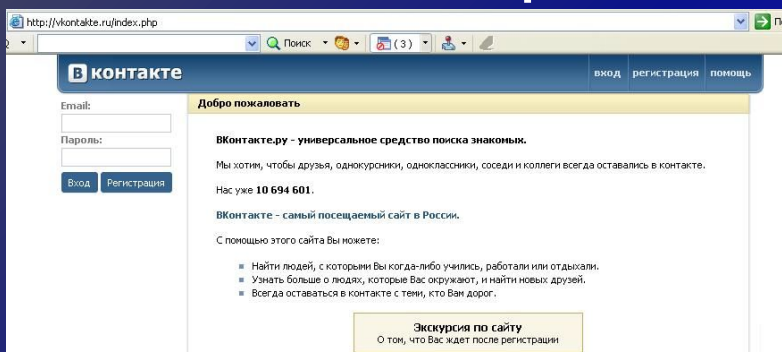 http://vkontakte.ru/index.php
Поиск (3)
В контакте
вход регистрация помощь
Email:
Добро пожаловать
Пароль:
Вход Регистрация
ВКонтакте.ру - универсальное средство поиска знакомых.
Мы хотим, чтобы друзья, однокурсники, одноклассники, соседи и коллеги всегда оставались в контакте.
Нас уже 10 694 601.
ВКонтакте - самый посещаемый сайт в России.
С помощью этого сайта Вы можете:
Найти людей, с которыми Вы когда-либо учились, работали или отдыхали.
Узнать больше о людях, которые Вас окружают, и найти новых друзей.
Всегда оставаться в контакте с теми, кто Вам дорог.
Экскурсия по сайту
О том, что Вас ждет после регистрации